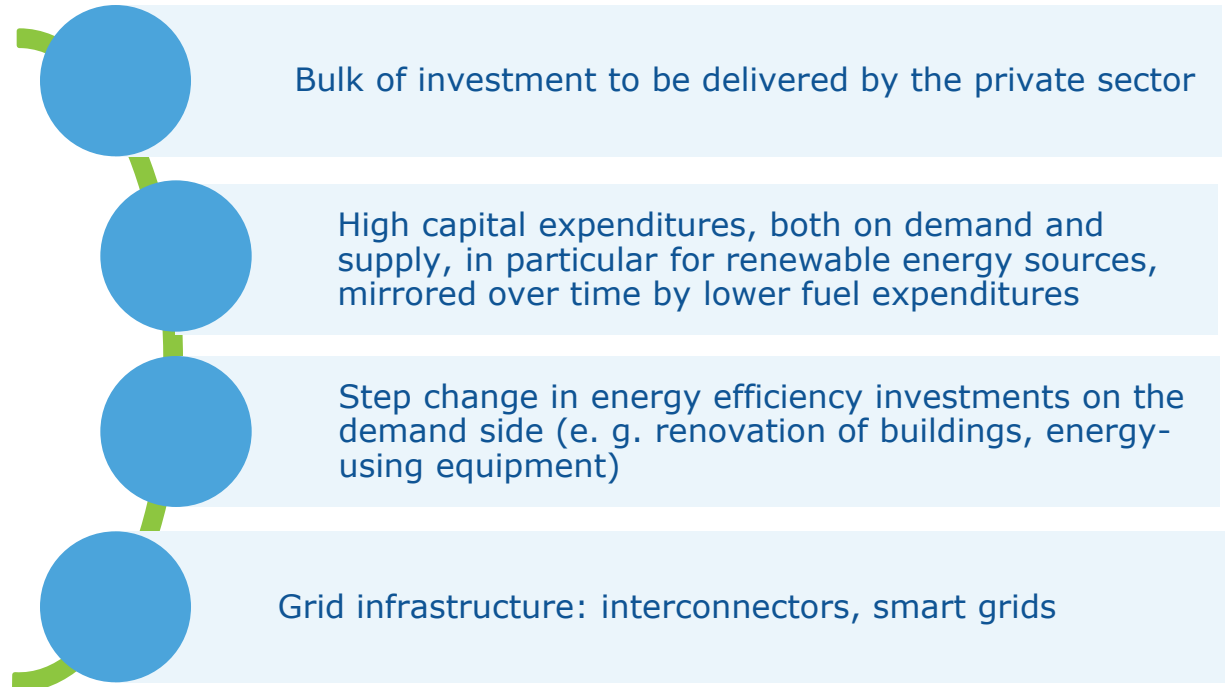 Bulk of investment to be delivered by the private sector
High capital expenditures, both on demand and
supply, in particular for renewable energy sources,
mirrored over time by lower fuel expenditures
Step change in energy efficiency investments on the
demand side (e. g. renovation of buildings, energy-
using equipment)
Grid infrastructure: interconnectors, smart grids